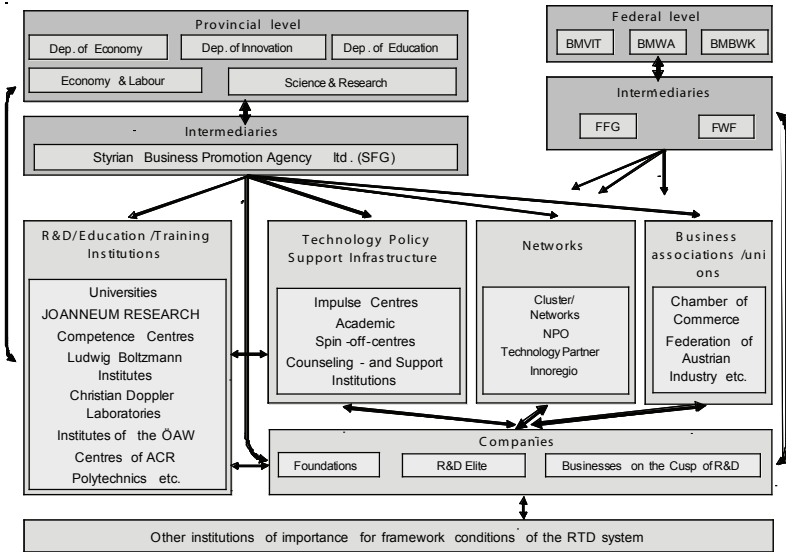 Provincial level
Dep. of Economy
Dep. of Innovation
Dep. of Education
Economy & Labour
Science & Research
Intermediaries
Styrian Business Promotion Agency ltd. (SFG)
Federal level
BMVIT
BMWA
BMBWK
Intermediaries
FFG
FWF
R&D/Education/Training
Institutions
Universities
JOANNEUM RESEARCH
Competence Centres
Ludwig Boltzmann
Institutes
Christian Doppler
Laboratories
Institutes of the ÖAW
Centres of ACR
Polytechnics etc.
Technology Policy
Support Infrastructure
Impulse Centres
Academic
Spin-off-centres
Counseling - and Support
Institutions
Networks
Cluster/
Networks
NPO
Technology Partner
Innoregio
Business
associations /uni
ons
Chamber of
Commerce
Federation of
Austrian
Industry etc.
Companies
Foundations
R&D Elite
Businesses on the Cusp of R&D
Other institutions of importance for framework conditions of the RTD system